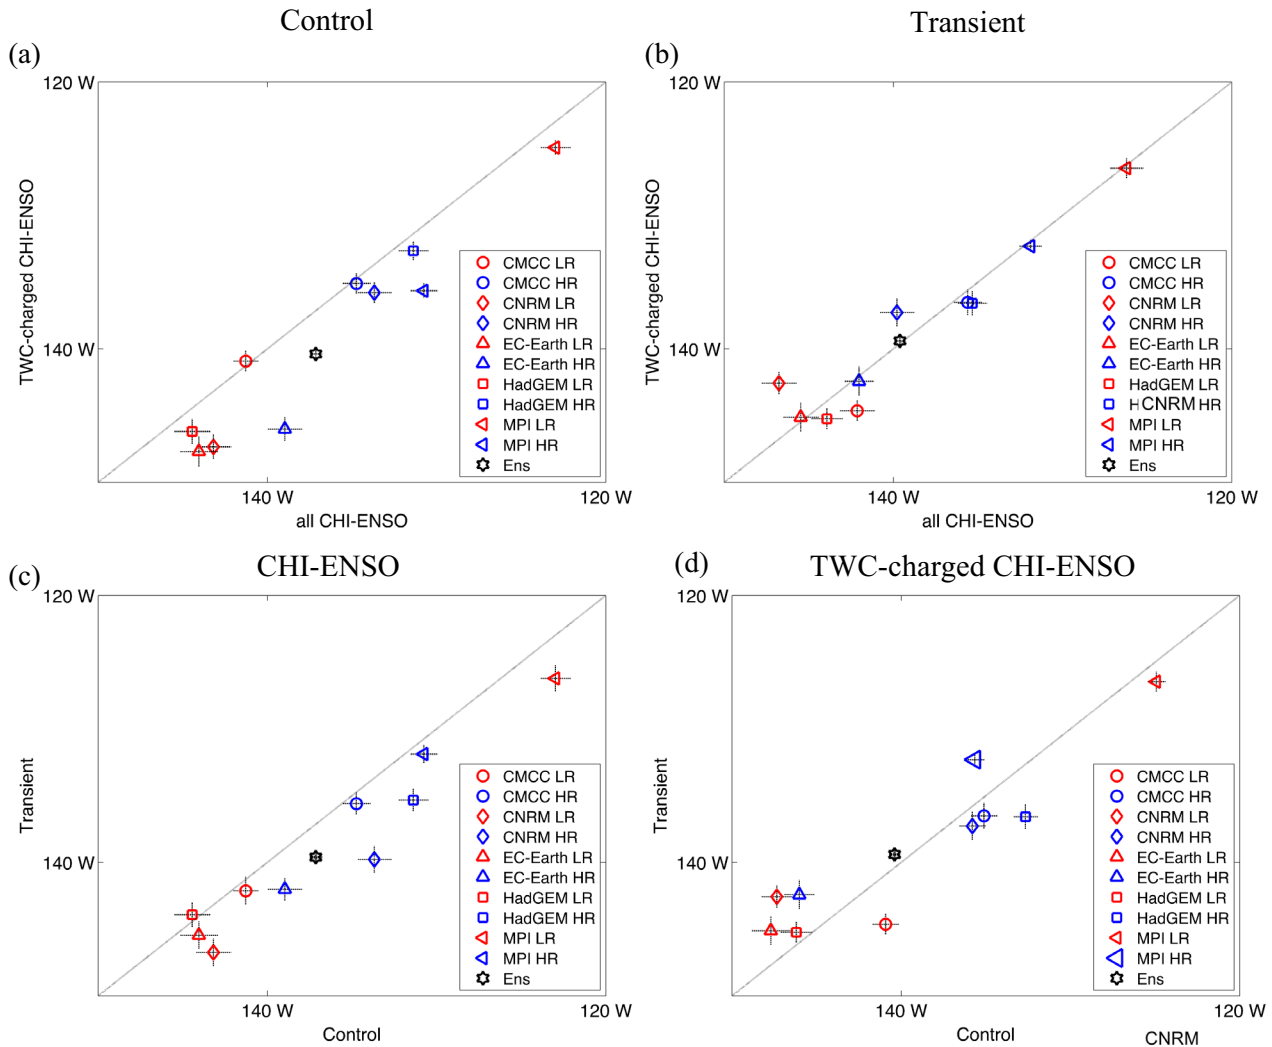 Control
Transient
(a)
(b)
120 W
TWC-charged CHI-ENSO
140 W
140 W
120 W
all CHI-ENSO
CMCC LR
CMCC HR
CNRM LR
CNRM HR
EC-Earth LR
EC-Earth HR
HadGEM LR
HadGEM HR
MPI LR
MPI HR
Ens
120 W
TWC-charged CHI-ENSO
140 W
140 W
120 W
all CHI-ENSO
CMCC LR
CMCC HR
CNRM LR
CNRM HR
EC-Earth LR
EC-Earth HR
HadGEM LR
HCNRM HR
MPI LR
MPI HR
Ens
(c)
CHI-ENSO
(d)
TWC-charged CHI-ENSO
120 W
Transient
140 W
140 W
120 W
Control
CMCC LR
CMCC HR
CNRM LR
CNRM HR
EC-Earth LR
EC-Earth HR
HadGEM LR
HadGEM HR
MPI LR
MPI HR
Ens
120 W
Transient
140 W
140 W
120 W
Control
CNRM
CMCC LR
CMCC HR
CNRM LR
CNRM HR
EC-Earth LR
EC-Earth HR
HadGEM LR
HadGEM HR
MPI LR
MPI HR
Ens